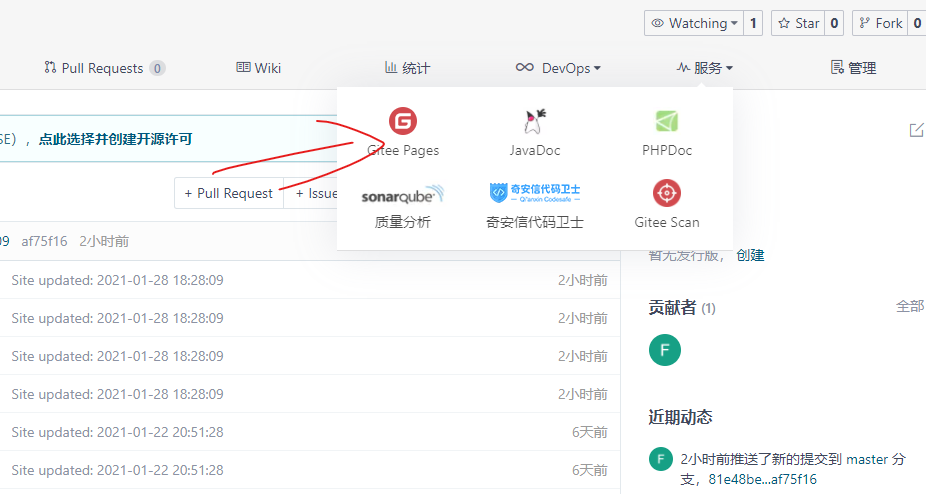 Watching 1 Star 0 Fork 0
Pull Requests 0 Wiki 统计 DevOps 服务 管理
SE），点此选择并创建开源许可
Gitee Pages JavaDoc PHPDoc
+ Pull Request + Issue
sonarqube 奇安信代码卫士 Qi'anxin Codesafe
质量分析 奇安信代码卫士 Gitee Scan
09 af75f16 2小时前
暂无发行版， 创建
Site updated: 2021-01-28 18:28:09 2小时前
Site updated: 2021-01-28 18:28:09 2小时前
贡献者 (1) 全部
Site updated: 2021-01-28 18:28:09 2小时前
F
Site updated: 2021-01-28 18:28:09 2小时前
近期动态
Site updated: 2021-01-22 20:51:28 6天前
F 2小时前推送了新的提交到 master 分
支，81e48be...af75f16
Site updated: 2021-01-22 20:51:28 6天前